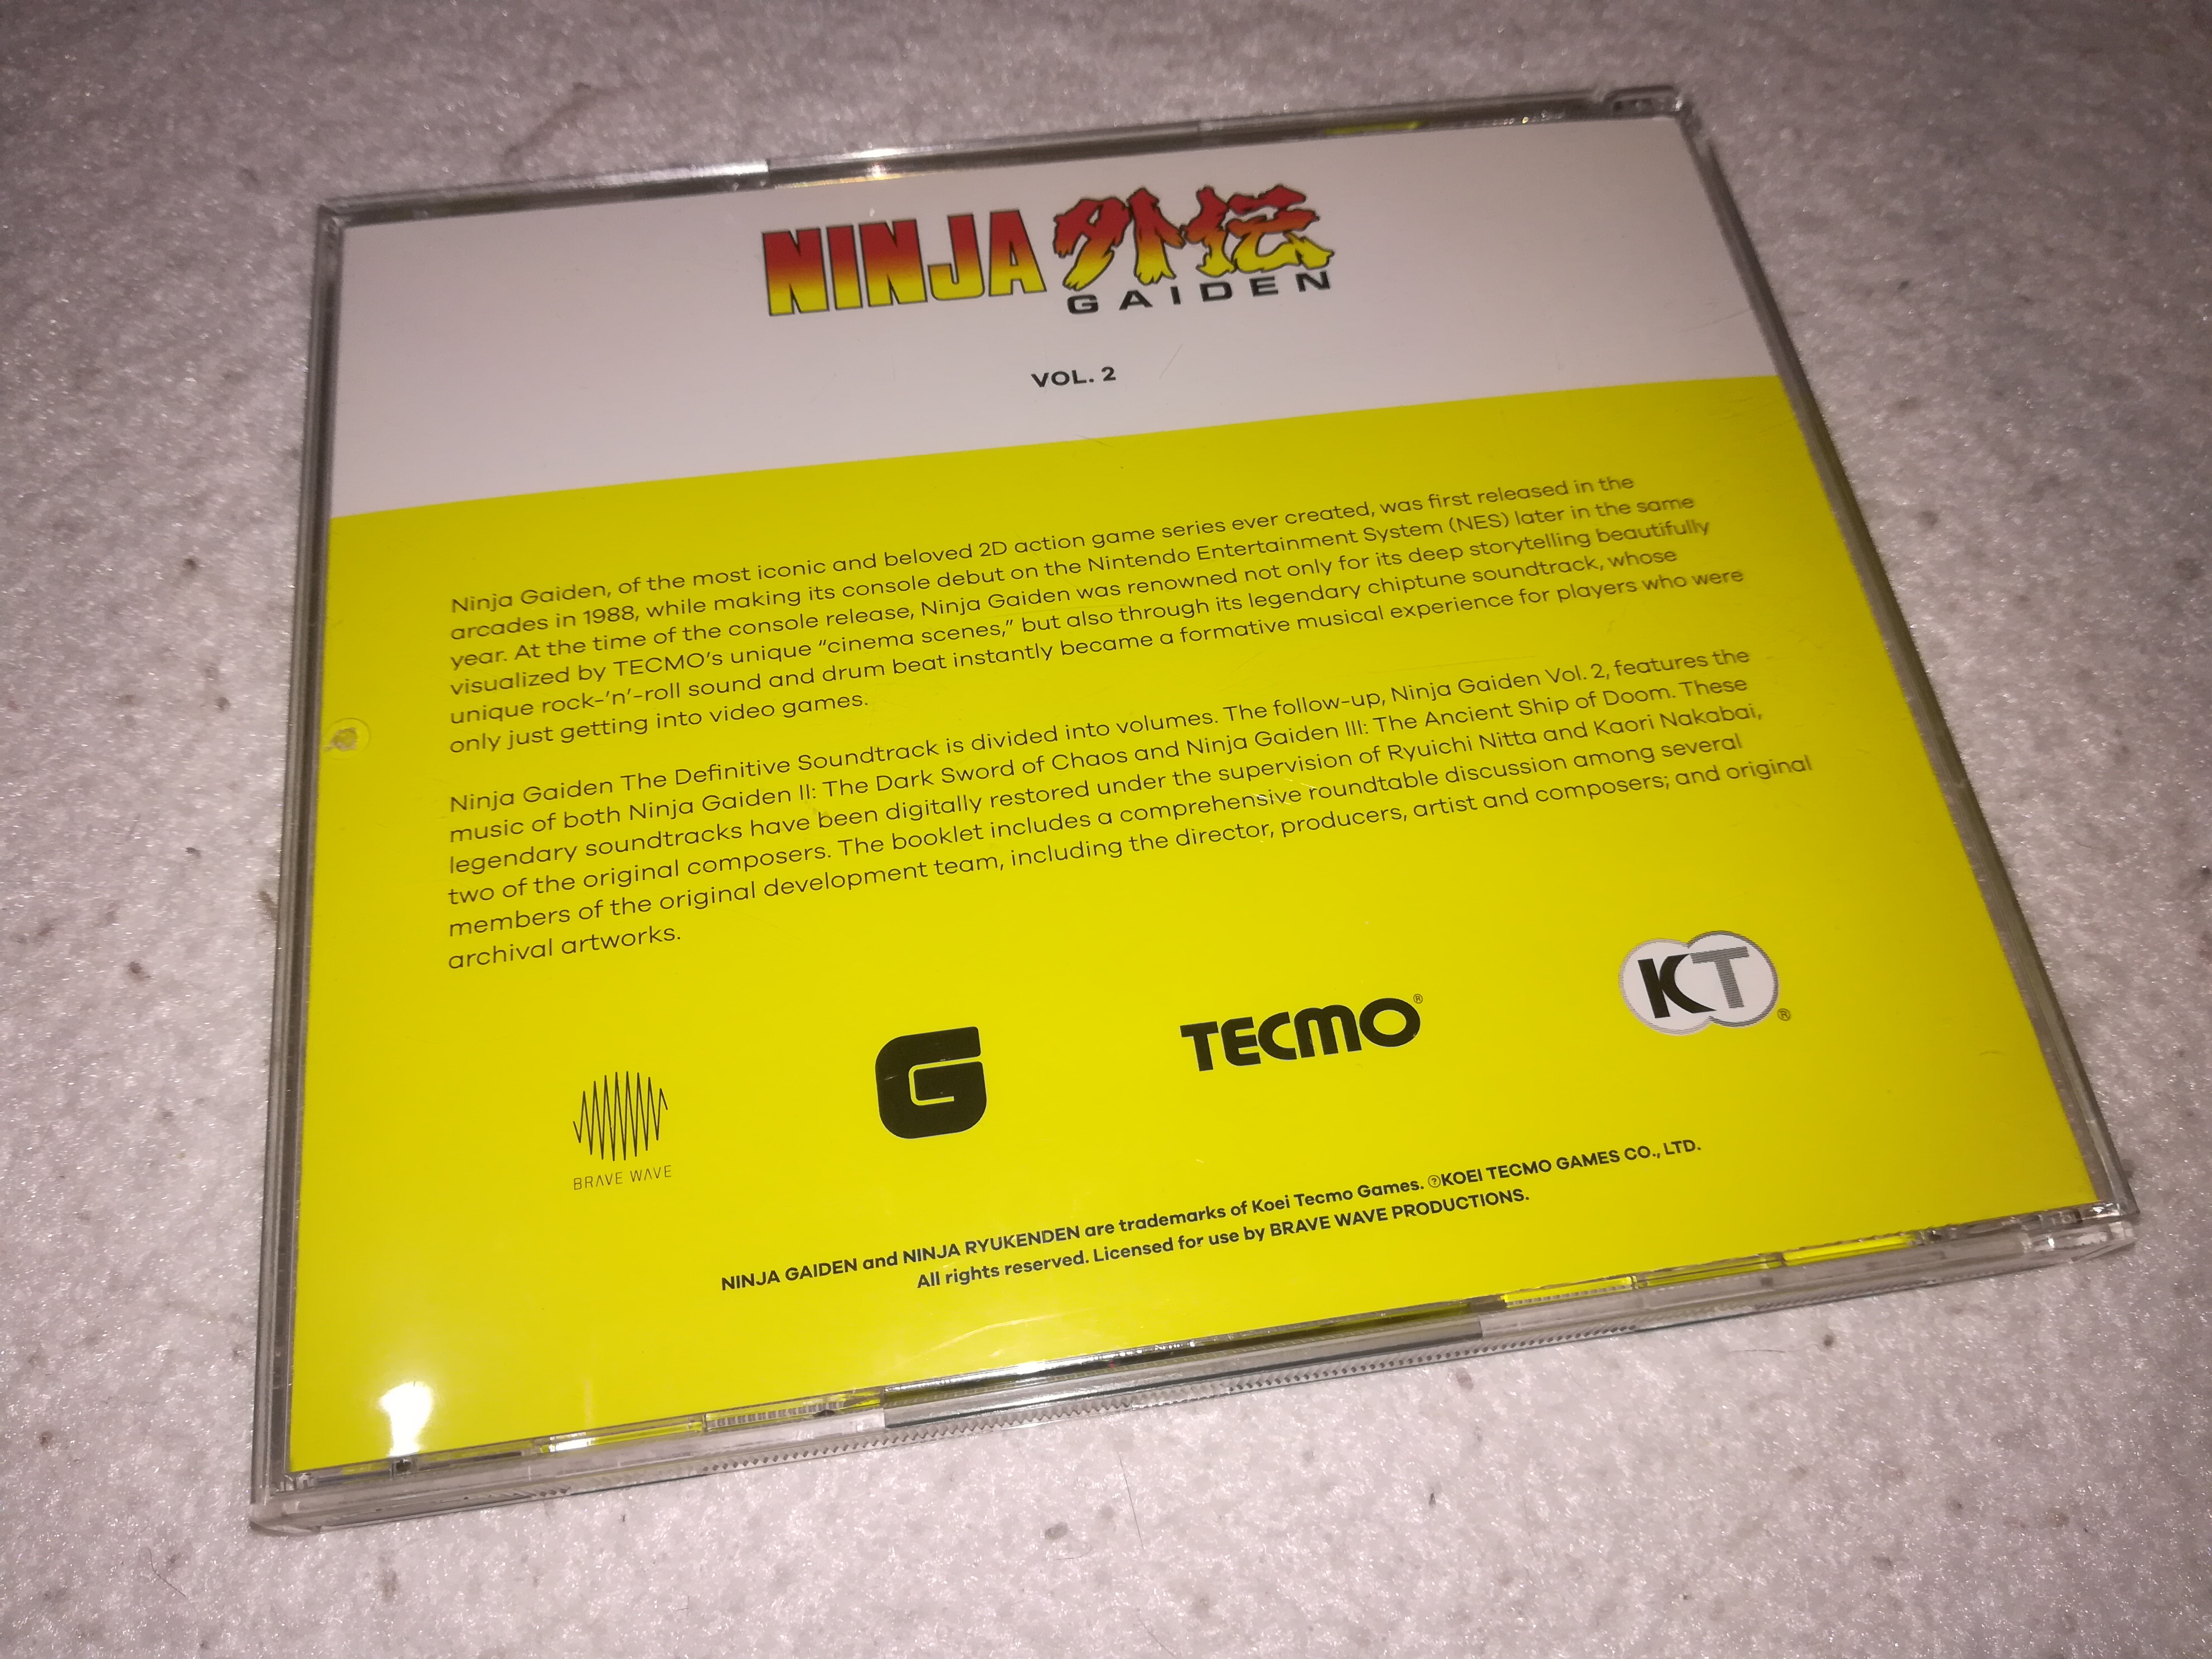 NINJA 外伝
GAIDEN
VOL. 2
Ninja Gaiden, of the most iconic and beloved 2D action game series ever created, was first released in the
arcades in 1988, while making its console debut on the Nintendo Entertainment System (NES) later in the same
year. At the time of the console release, Ninja Gaiden was renowned not only for its deep storytelling beautifully
visualized by TECMO's unique “cinema scenes,” but also through its legendary chiptune soundtrack, whose
unique rock-'n'-roll sound and drum beat instantly became a formative musical experience for players who were
only just getting into video games.
Ninja Gaiden The Definitive Soundtrack is divided into volumes. The follow-up, Ninja Gaiden Vol. 2, features the
music of both Ninja Gaiden II: The Dark Sword of Chaos and Ninja Gaiden III: The Ancient Ship of Doom. These
legendary soundtracks have been digitally restored under the supervision of Ryuichi Nitta and Kaori Nakabai,
two of the original composers. The booklet includes a comprehensive roundtable discussion among several
members of the original development team, including the director, producers, artist and composers; and original
archival artworks.
BRAVE WAVE
G
TECMO®
KT®
NINJA GAIDEN and NINJA RYUKENDEN are trademarks of Koei Tecmo Games. ℗KOEI TECMO GAMES CO., LTD.
All rights reserved. Licensed for use by BRAVE WAVE PRODUCTIONS.